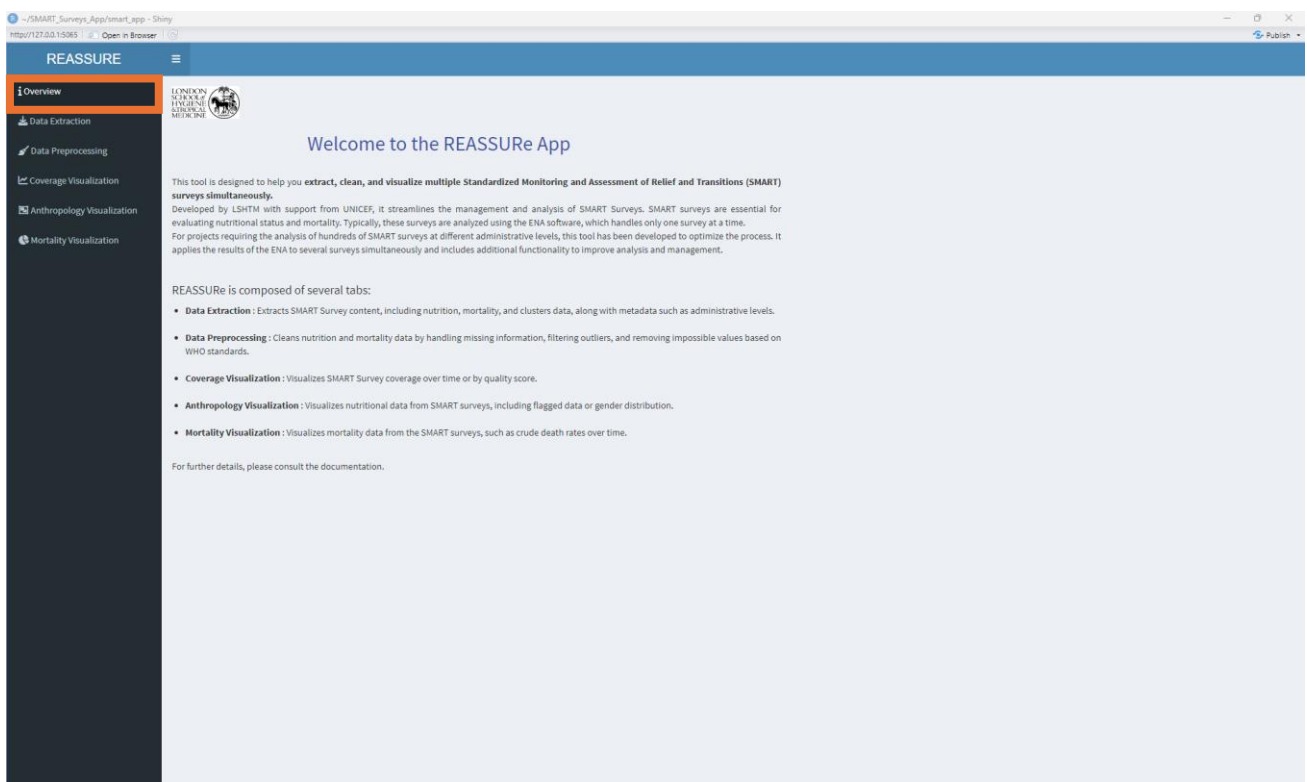 ~/SMART_Surveys_App/smart_app - Shiny
http://127.0.0.1:5065 Open in Browser Publish
REASSURE
Overview
Data Extraction
Data Preprocessing
Coverage Visualization
Anthropology Visualization
Mortality Visualization
LONDON
SCHOOL of
HYGIENE
&TROPICAL
MEDICINE
Welcome to the REASSURe App
This tool is designed to help you extract, clean, and visualize multiple Standardized Monitoring and Assessment of Relief and Transitions (SMART)
surveys simultaneously.
Developed by LSHTM with support from UNICEF, it streamlines the management and analysis of SMART Surveys. SMART surveys are essential for
evaluating nutritional status and mortality. Typically, these surveys are analyzed using the ENA software, which handles only one survey at a time.
For projects requiring the analysis of hundreds of SMART surveys at different administrative levels, this tool has been developed to optimize the process. It
applies the results of the ENA to several surveys simultaneously and includes additional functionality to improve analysis and management.
REASSURe is composed of several tabs:
• Data Extraction : Extracts SMART Survey content, including nutrition, mortality, and clusters data, along with metadata such as administrative levels.
• Data Preprocessing : Cleans nutrition and mortality data by handling missing information, filtering outliers, and removing impossible values based on
WHO standards.
• Coverage Visualization : Visualizes SMART Survey coverage over time or by quality score.
• Anthropology Visualization : Visualizes nutritional data from SMART surveys, including flagged data or gender distribution.
• Mortality Visualization : Visualizes mortality data from the SMART surveys, such as crude death rates over time.
For further details, please consult the documentation.